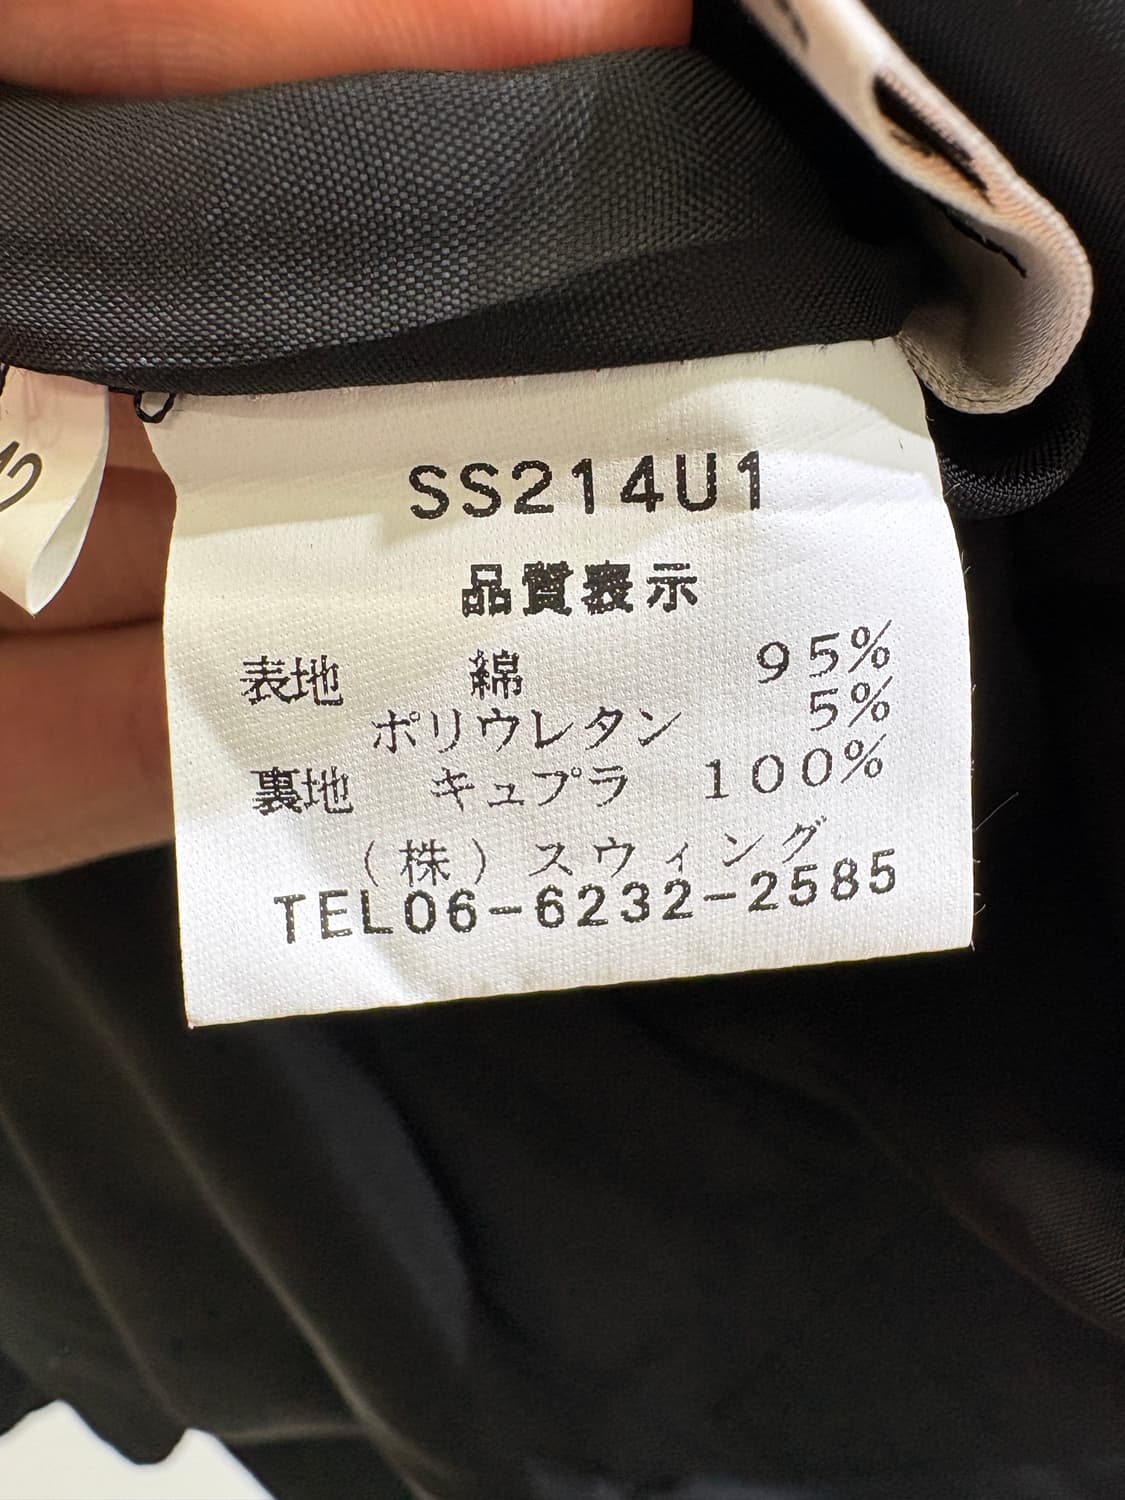 SS214U1
品質表示
表地 綿 95%
ポリウレタン 5%
裏地 キュプラ 100%
(株)スウィング
TEL06-6232-2585